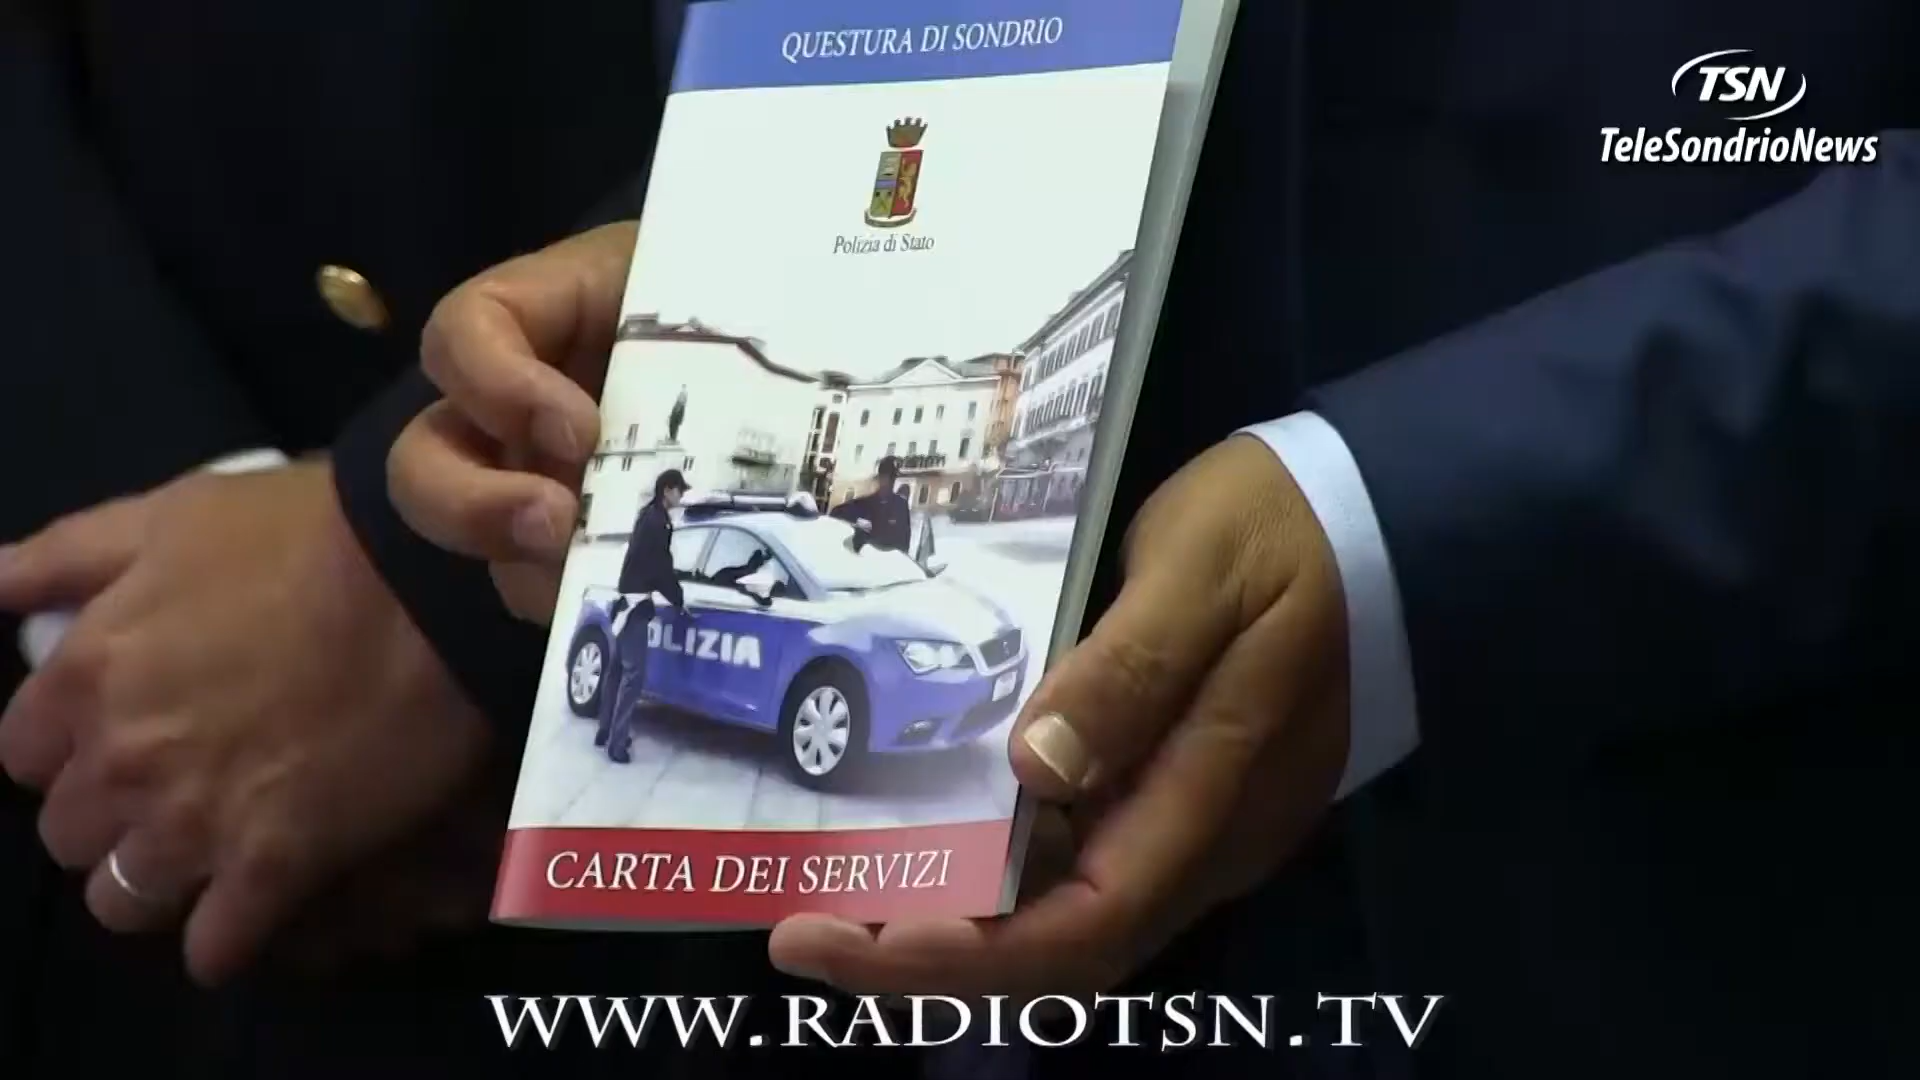 QUESTURA DI SONDRIO
TSN
TeleSondrioNews
Polizia di Stato
OLIZIA
CARTA DEI SERVIZI
WWW.RADIOTSN.TV